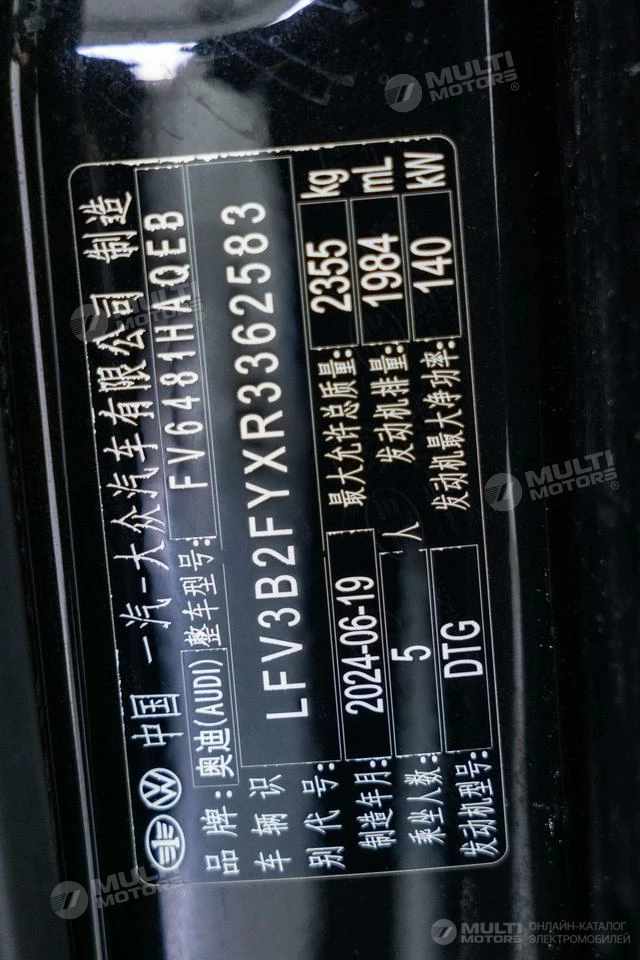 中国 一汽-大众汽车有限公司 制造
品牌: 奥迪(AUDI) 整车型号: FV6481HAQEB
车辆识别代号: LFV3B2FYXR3362583
制造年月: 2024-06-19 最大允许总质量: 2355 kg
乘坐人数: 5 人 发动机排量: 1984 mL
发动机型号: DTG 发动机最大净功率: 140 kW
MULTI MOTORS®
MULTI MOTORS
MULTI MOTORS®
MULTI MOTORS
MULTI MOTORS ОНЛАЙН-КАТАЛОГ ЭЛЕКТРОМОБИЛЕЙ